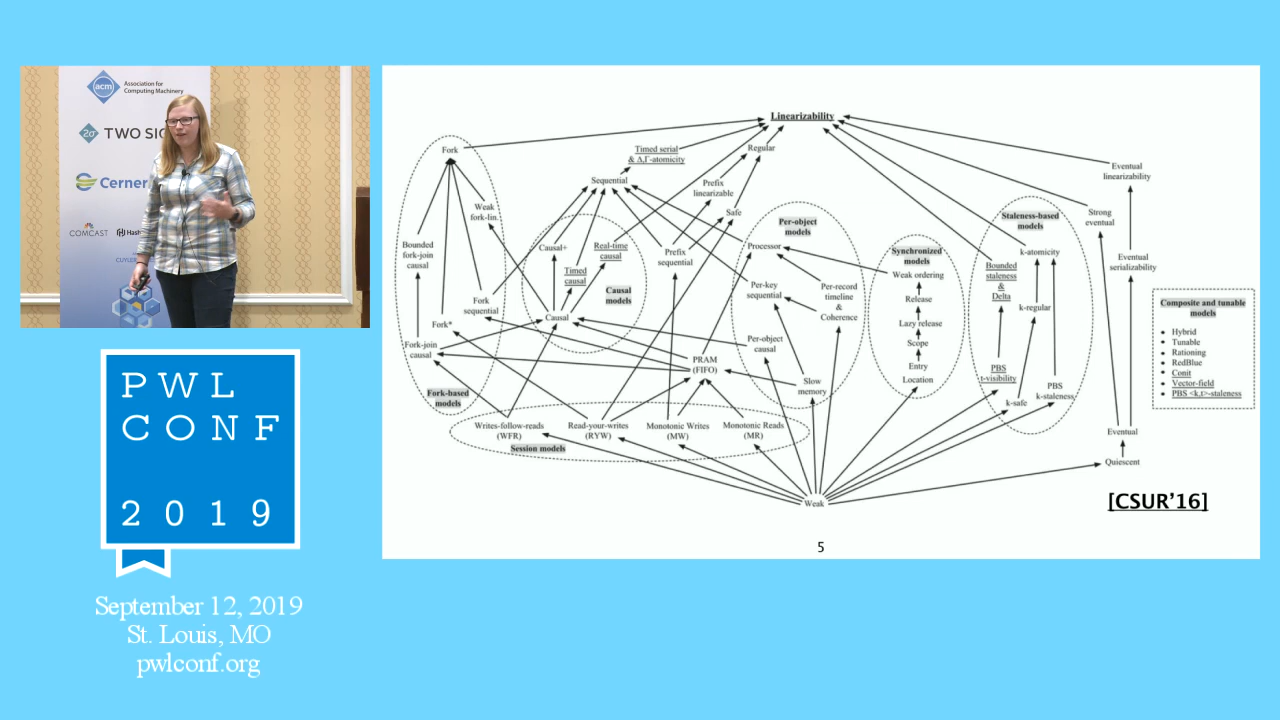 acm
Association for
Computing Machinery
2σ
TWO SIG
Cerner
COMCAST
Hash
PWL
CONF
2019
September 12, 2019
St. Louis, MO
pwlconf.org
Linearizability
Fork
Timed serial
& Δ,Γ-atomicity
Regular
Sequential
Prefix
linearizable
Eventual
linearizability
Weak
fork-lin.
Safe
Per-object
models
Staleness-based
models
Strong
eventual
Bounded
fork-join
causal
Causal+
Real-time
causal
Prefix
sequential
Processor
Synchronized
models
k-atomicity
Eventual
serializability
Timed
causal
Causal
models
Weak ordering
Bounded
staleness
&
Delta
Per-key
sequential
Per-record
timeline
&
Coherence
Release
k-regular
Composite and tunable
models
Fork
sequential
Fork*
Causal
Lazy release
• Hybrid
• Tunable
• Rationing
• RedBlue
• Conit
• Vector-field
• PBS <k,t>-staleness
Fork-join
causal
Per-object
causal
Scope
PRAM
(FIFO)
Entry
Location
PBS
t-visibility
Slow
memory
PBS
k-staleness
Fork-based
models
k-safe
Writes-follow-reads
(WFR)
Read-your-writes
(RYW)
Monotonic Writes
(MW)
Monotonic Reads
(MR)
Session models
Eventual
Quiescent
Weak
[CSUR'16]
5